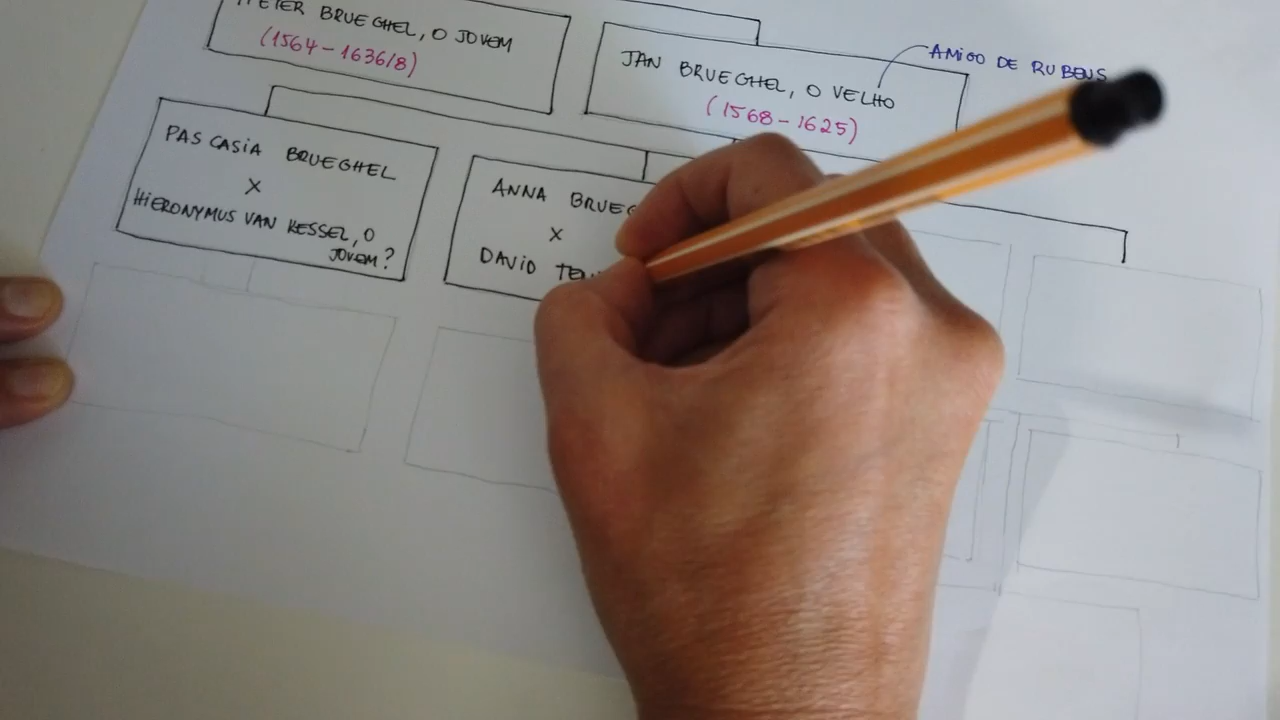 BRUEGHEL, O JOVEM
(1564-1636/8)
JAN BRUEGHEL, O VELHO
(1568-1625)
AMIGO DE RUBENS
PASCASIA BRUEGHEL
X
HIERONYMUS VAN KESSEL, O
JOVEM?
ANNA
X
DAVID